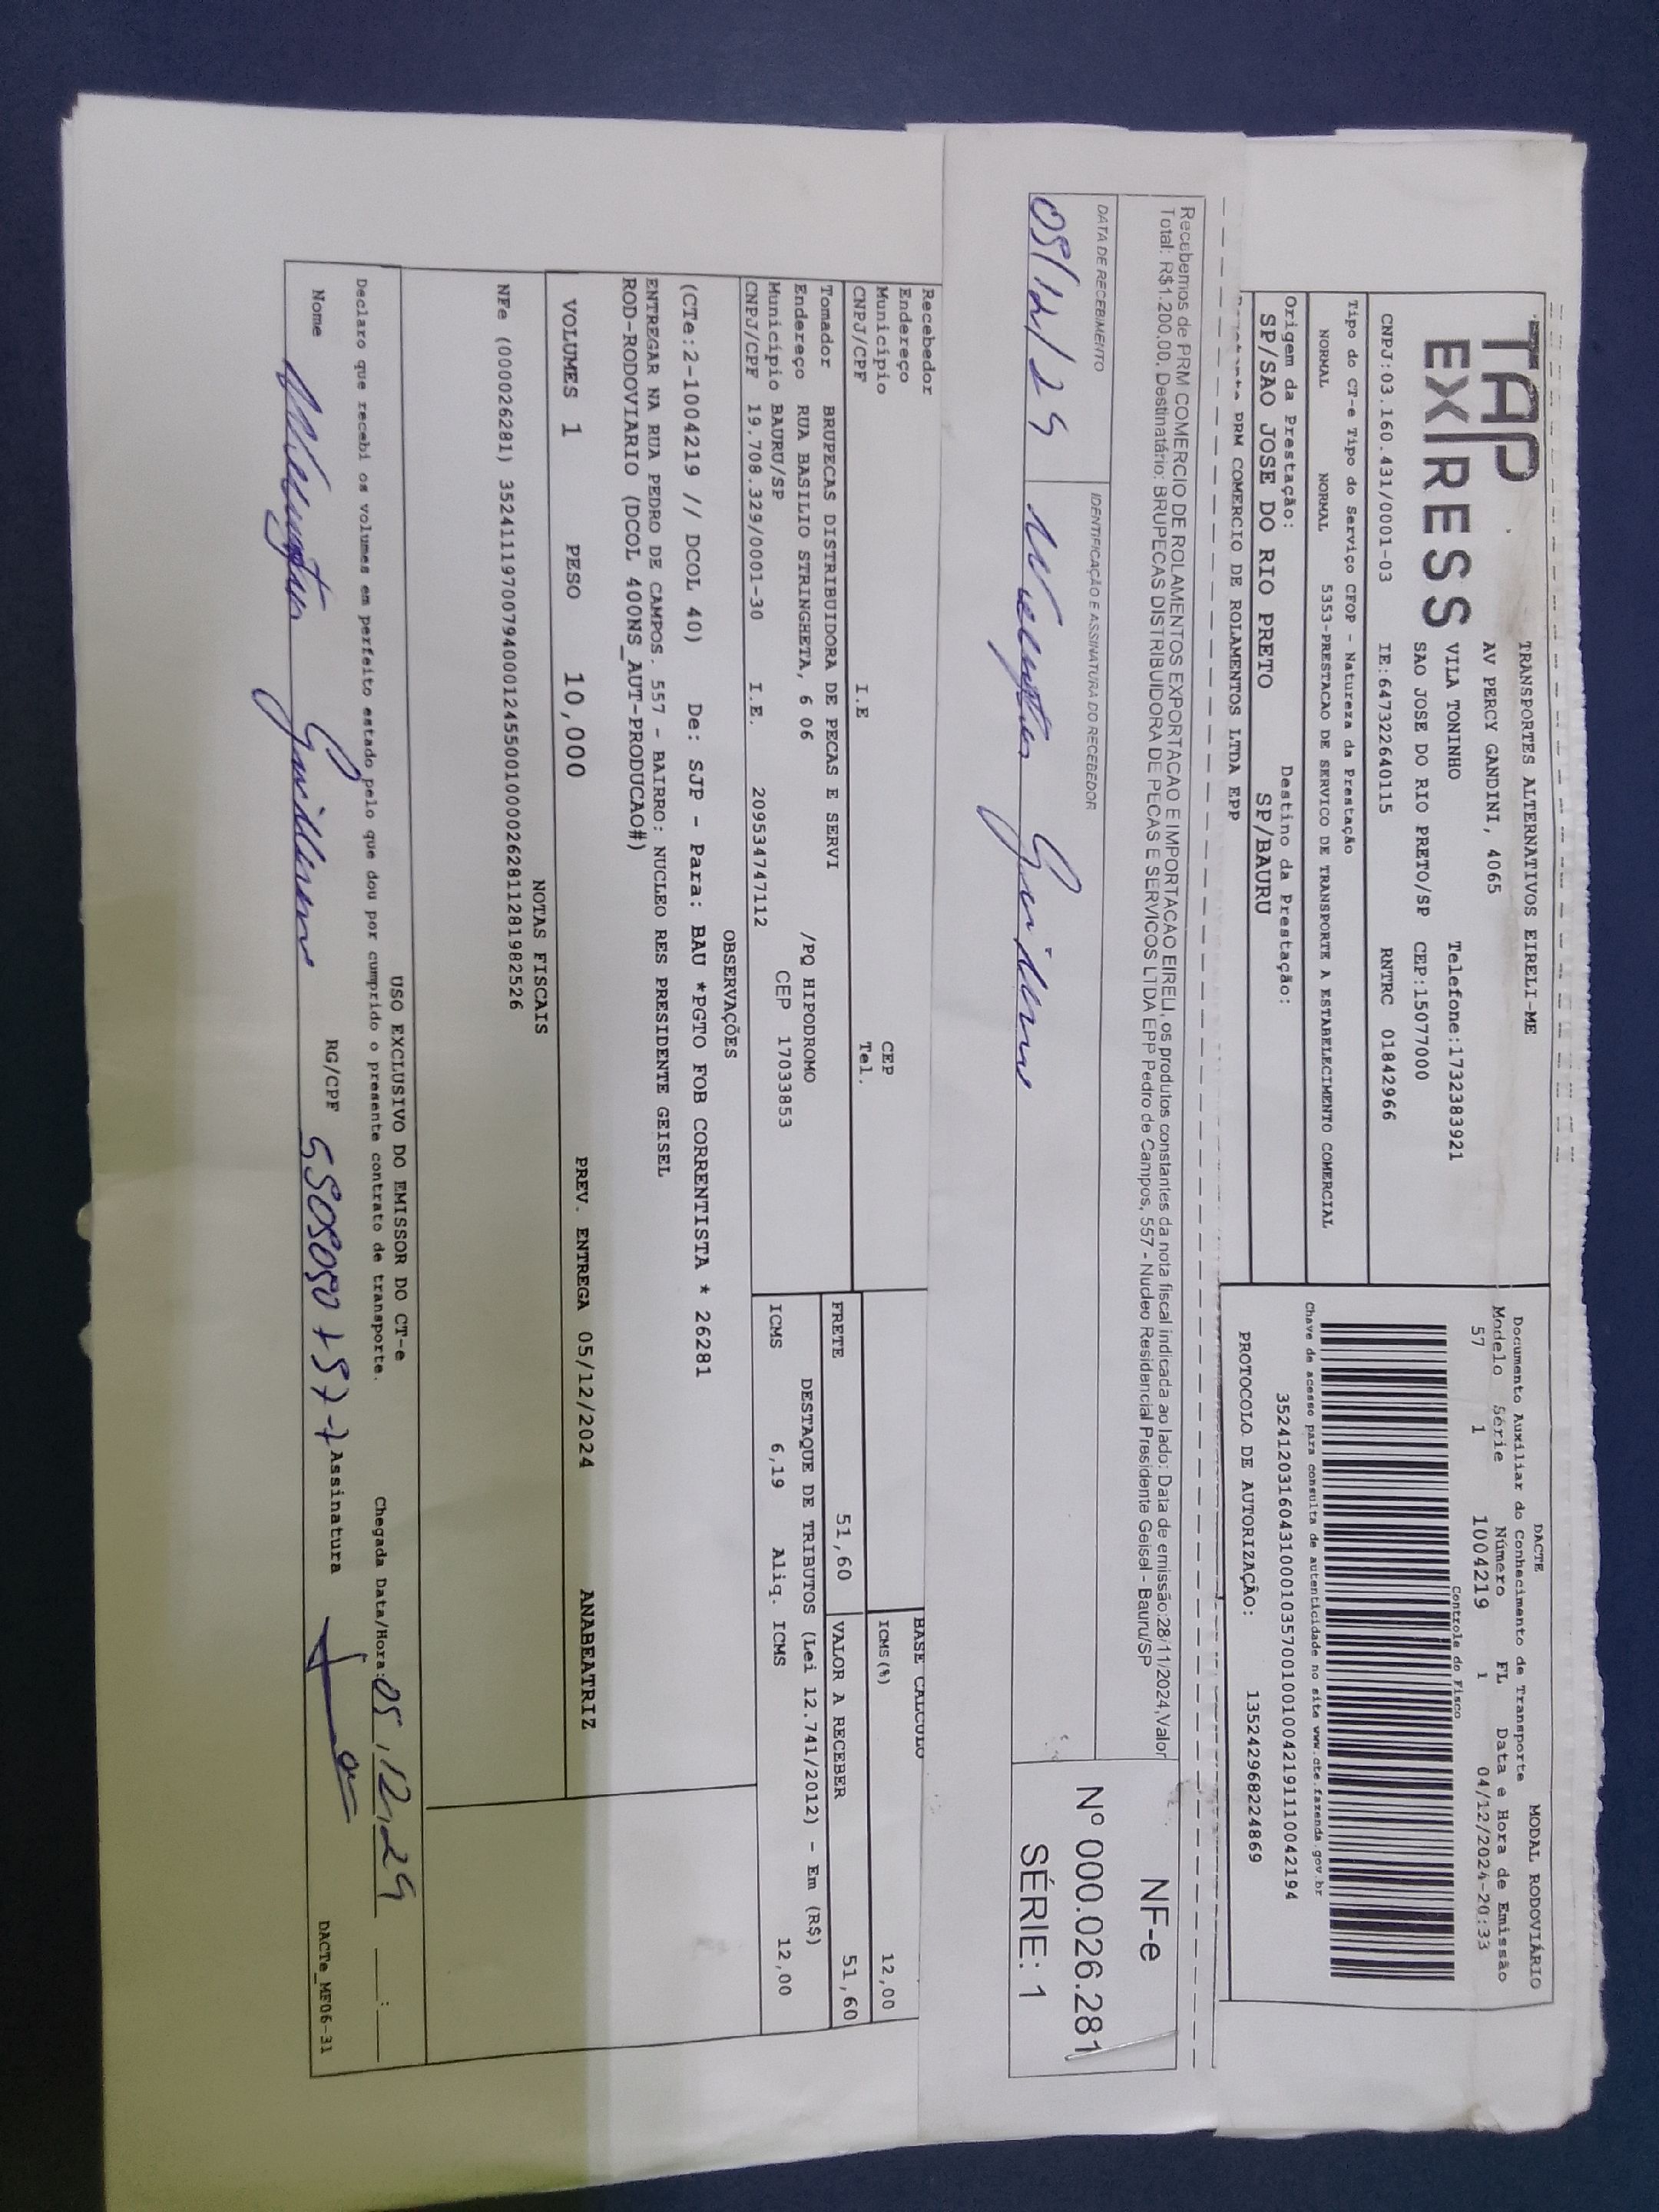 TAP EXPRESS
TRANSPORTES ALTERNATIVOS EIRELI-ME
AV PERCY GANDINI, 4065
VILA TONINHO Telefone:1732383921
SAO JOSE DO RIO PRETO/SP CEP:15077000
CNPJ:03.160.431/0001-03 IE:647322640115 RNTRC 01842966
Tipo do CT-e Tipo do Serviço CFOP - Natureza da Prestação
NORMAL NORMAL 5353-PRESTACAO DE SERVICO DE TRANSPORTE A ESTABELECIMENTO COMERCIAL
Origem da Prestação: Destino da Prestação:
SP/SAO JOSE DO RIO PRETO SP/BAURU
PRM COMERCIO DE ROLAMENTOS LTDA EPP
DACTE MODAL RODOVIÁRIO
Documento Auxiliar do Conhecimento de Transporte
Modelo Série Número FL Data e Hora de Emissão
57 1 1004219 1 04/12/2024-20:33
Controle do Fisco
Chave de acesso para consulta de autenticidade no site www.cte.fazenda.gov.br
35241203160431000103570010010042191110042194
PROTOCOLO DE AUTORIZAÇÃO: 135242968224869
Recebemos de PRM COMERCIO DE ROLAMENTOS EXPORTACAO E IMPORTACAO EIRELI, os produtos constantes da nota fiscal indicada ao lado: Data de emissão:28/11/2024,Valor
Total: R$1.200,00, Destinatário: BRUPECAS DISTRIBUIDORA DE PECAS E SERVICOS LTDA EPP Pedro de Campos, 557 - Nucleo Residencial Presidente Geisel - Bauru/SP
DATA DE RECEBIMENTO
IDENTIFICAÇÃO E ASSINATURA DO RECEBEDOR
05/12/24
NF-e
Nº 000.026.281
SÉRIE: 1
Recebedor
Endereço
Município CEP
CNPJ/CPF I.E Tel.
BASE CALCULO
ICMS(%) 12,00
Tomador BRUPECAS DISTRIBUIDORA DE PECAS E SERVI
Endereço RUA BASILIO STRINGHETA, 6 06 /PQ HIPODROMO
Município BAURU/SP CEP 17033853
CNPJ/CPF 19.708.329/0001-30 I.E. 209534747112
FRETE 51,60 VALOR A RECEBER 51,60
DESTAQUE DE TRIBUTOS (Lei 12.741/2012) - Em (R$)
ICMS 6,19 Aliq. ICMS 12,00
OBSERVAÇÕES
(CTe:2-1004219 // DCOL 40) De: SJP - Para: BAU *PGTO FOB CORRENTISTA * 26281
ENTREGAR NA RUA PEDRO DE CAMPOS. 557 - BAIRRO: NUCLEO RES PRESIDENTE GEISEL
ROD-RODOVIARIO (DCOL 400NS_AUT-PRODUCAO#)
VOLUMES 1 PESO 10,000 PREV. ENTREGA 05/12/2024 ANABEATRIZ
NOTAS FISCAIS
NFe (000026281) 35241119700794000124550010000262811281982526
USO EXCLUSIVO DO EMISSOR DO CT-e
Declaro que recebi os volumes em perfeito estado pelo que dou por cumprido o presente contrato de transporte. Chegada Data/Hora: 05/12/24 __:__
Nome RG/CPF Assinatura
DACTe_MF06-31